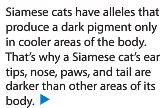 Siamese cats have alleles that
produce a dark pigment only
in cooler areas of the body.
That's why a Siamese cat's ear
tips, nose, paws, and tail are
darker than other areas of its
body. ▶